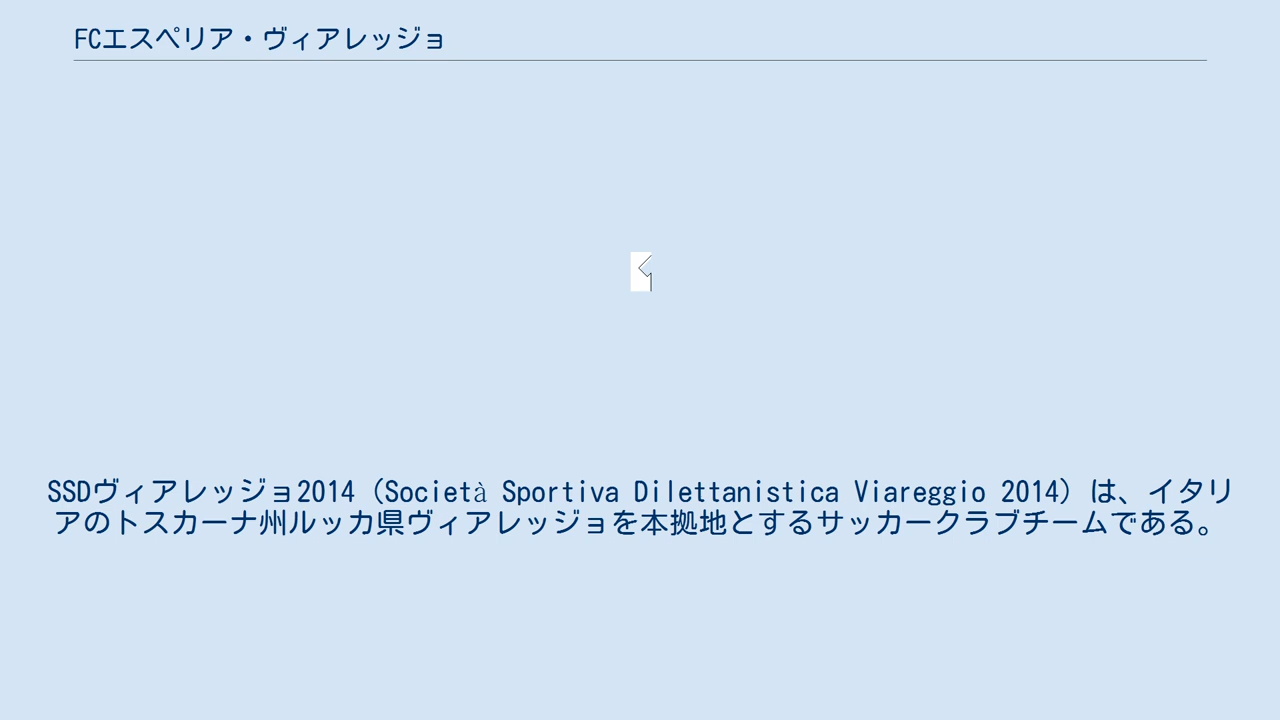 FCエスペリア・ヴィアレッジョ
SSDヴィアレッジョ2014（Società Sportiva Dilettanistica Viareggio 2014）は、イタリ
アのトスカーナ州ルッカ県ヴィアレッジョを本拠地とするサッカークラブチームである。